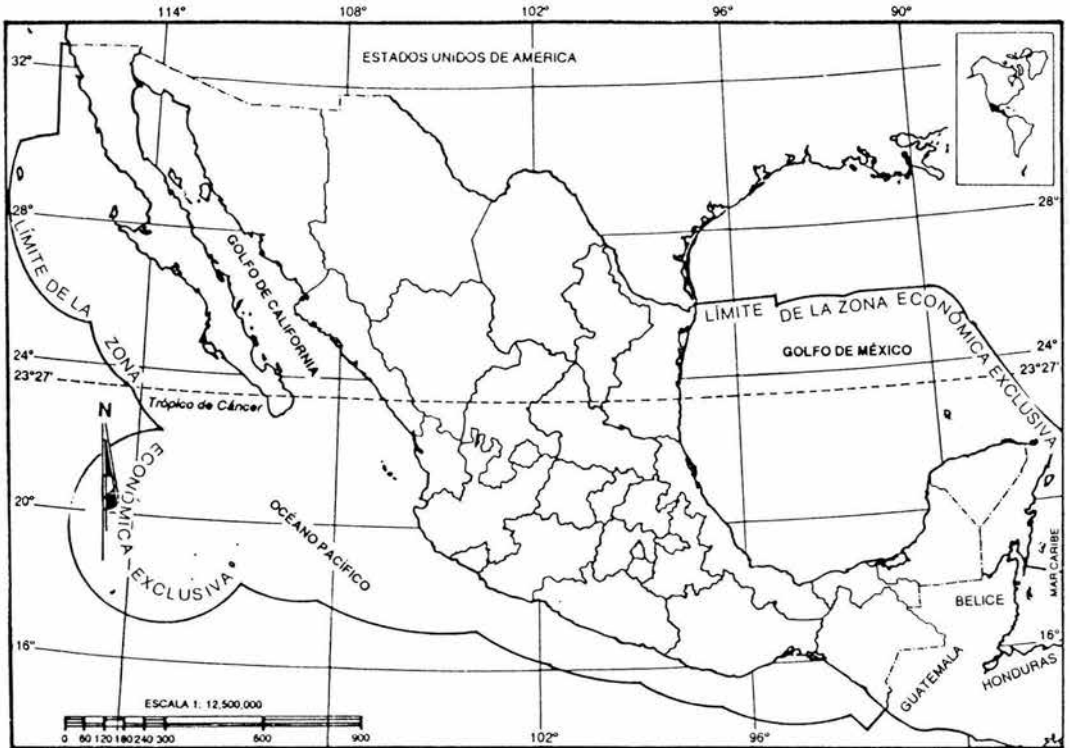 114° 108° 102° 96° 90°
32°
ESTADOS UNIDOS DE AMERICA
28°
28°
GOLFO DE CALIFORNIA
LÍMITE DE LA ZONA ECONÓMICA EXCLUSIVA
LÍMITE DE LA ZONA ECONÓMICA EXCLUSIVA
GOLFO DE MÉXICO
24°
24°
23°27'
23°27'
Trópico de Cáncer
N
20°
OCÉANO PACÍFICO
MAR CARIBE
BELICE
16°
16°
GUATEMALA
HONDURAS
ESCALA 1: 12,500,000
0 60 120 180 240 300 600 900
102° 96°